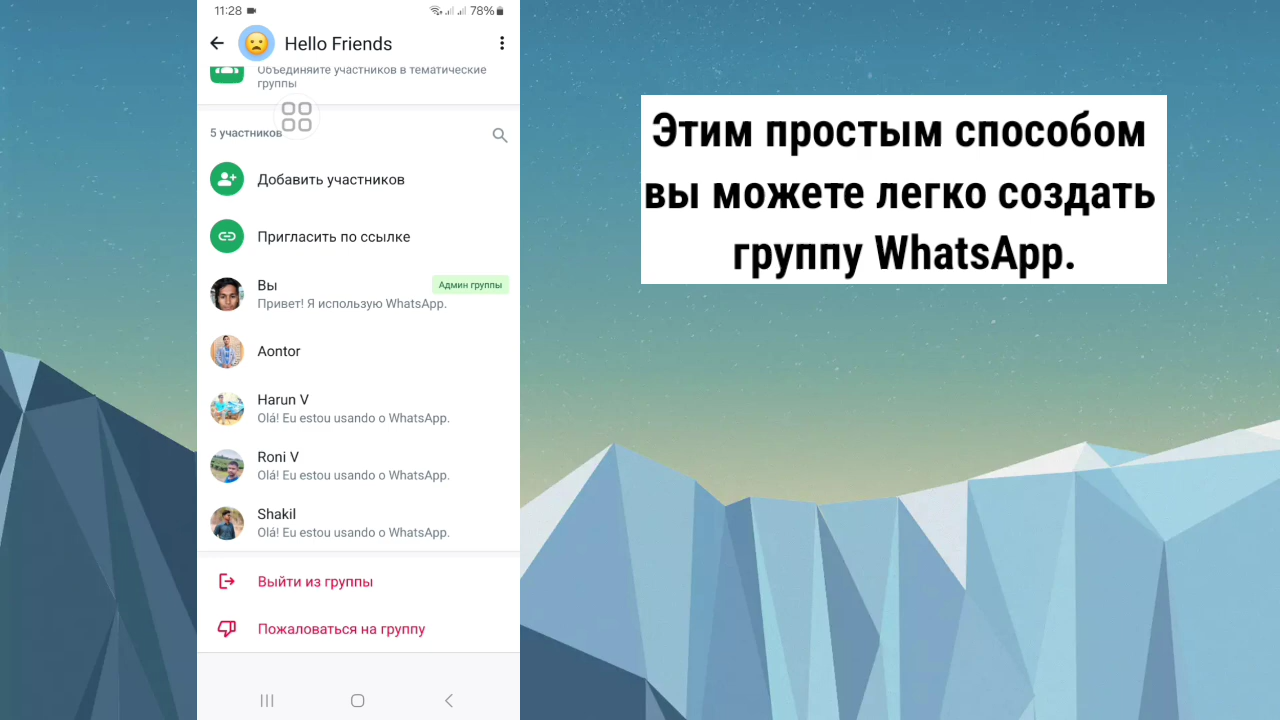 11:28
78%
Hello Friends
Объединяйте участников в тематические
группы
5 участников
Добавить участников
Пригласить по ссылке
Вы
Админ группы
Привет! Я использую WhatsApp.
Aontor
Harun V
Olá! Eu estou usando o WhatsApp.
Roni V
Olá! Eu estou usando o WhatsApp.
Shakil
Olá! Eu estou usando o WhatsApp.
Выйти из группы
Пожаловаться на группу
Этим простым способом
вы можете легко создать
группу WhatsApp.